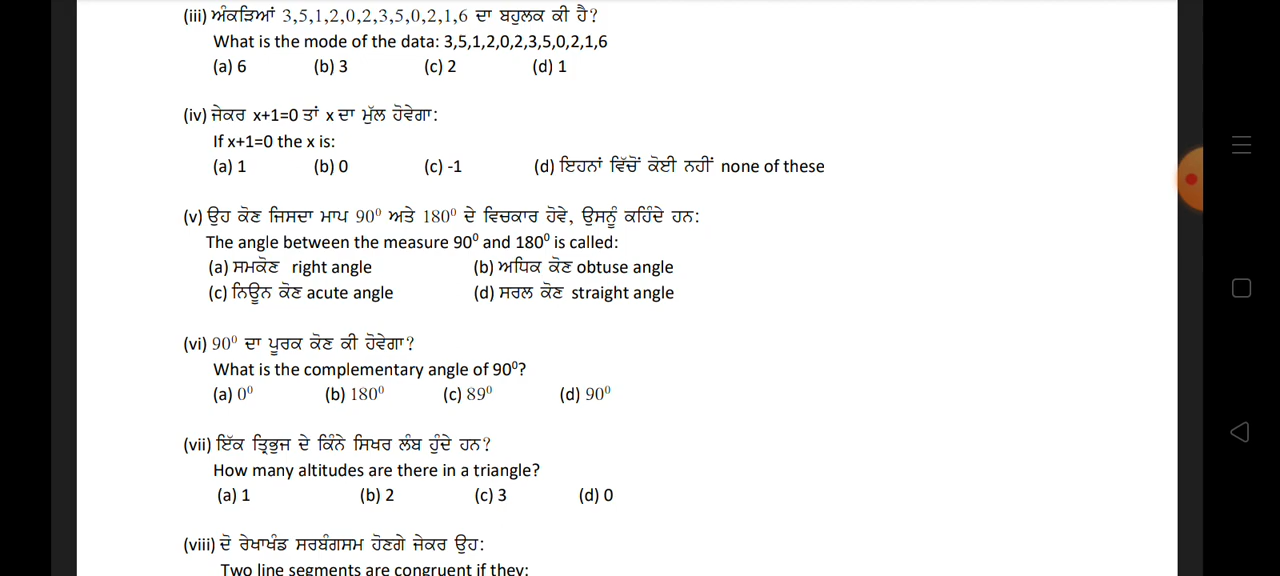 (iii) ਅੰਕੜਿਆਂ 3,5,1,2,0,2,3,5,0,2,1,6 ਦਾ ਬਹੁਲਕ ਕੀ ਹੈ?
What is the mode of the data: 3,5,1,2,0,2,3,5,0,2,1,6
(a) 6 (b) 3 (c) 2 (d) 1
(iv) ਜੇਕਰ x+1=0 ਤਾਂ x ਦਾ ਮੁੱਲ ਹੋਵੇਗਾ:
If x+1=0 the x is:
(a) 1 (b) 0 (c) -1 (d) ਇਹਨਾਂ ਵਿੱਚੋਂ ਕੋਈ ਨਹੀਂ none of these
(v) ਉਹ ਕੋਣ ਜਿਸਦਾ ਮਾਪ 90⁰ ਅਤੇ 180⁰ ਦੇ ਵਿਚਕਾਰ ਹੋਵੇ, ਉਸਨੂੰ ਕਹਿੰਦੇ ਹਨ:
The angle between the measure 90⁰ and 180⁰ is called:
(a) ਸਮਕੋਣ right angle (b) ਅਧਿਕ ਕੋਣ obtuse angle
(c) ਨਿਊਨ ਕੋਣ acute angle (d) ਸਰਲ ਕੋਣ straight angle
(vi) 90⁰ ਦਾ ਪੂਰਕ ਕੋਣ ਕੀ ਹੋਵੇਗਾ?
What is the complementary angle of 90⁰?
(a) 0⁰ (b) 180⁰ (c) 89⁰ (d) 90⁰
(vii) ਇੱਕ ਤ੍ਰਿਭੁਜ ਦੇ ਕਿੰਨੇ ਸਿਖਰ ਲੰਬ ਹੁੰਦੇ ਹਨ?
How many altitudes are there in a triangle?
(a) 1 (b) 2 (c) 3 (d) 0
(viii) ਦੋ ਰੇਖਾਖੰਡ ਸਰਬੰਗਸਮ ਹੋਣਗੇ ਜੇਕਰ ਉਹ:
Two line segments are congruent if they: